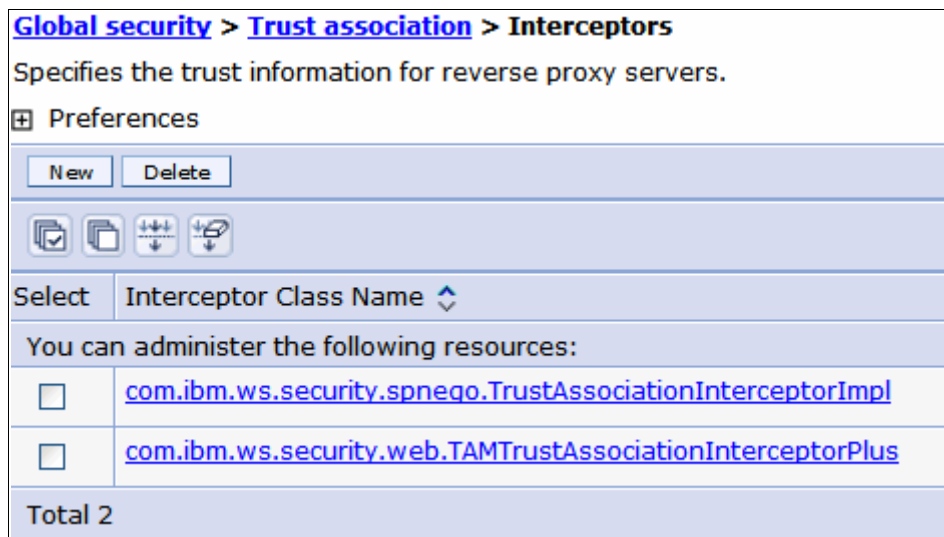 Global security > Trust association > Interceptors
Specifies the trust information for reverse proxy servers.
Preferences
New Delete
Select Interceptor Class Name
You can administer the following resources:
com.ibm.ws.security.spnego.TrustAssociationInterceptorImpl
com.ibm.ws.security.web.TAMTrustAssociationInterceptorPlus
Total 2